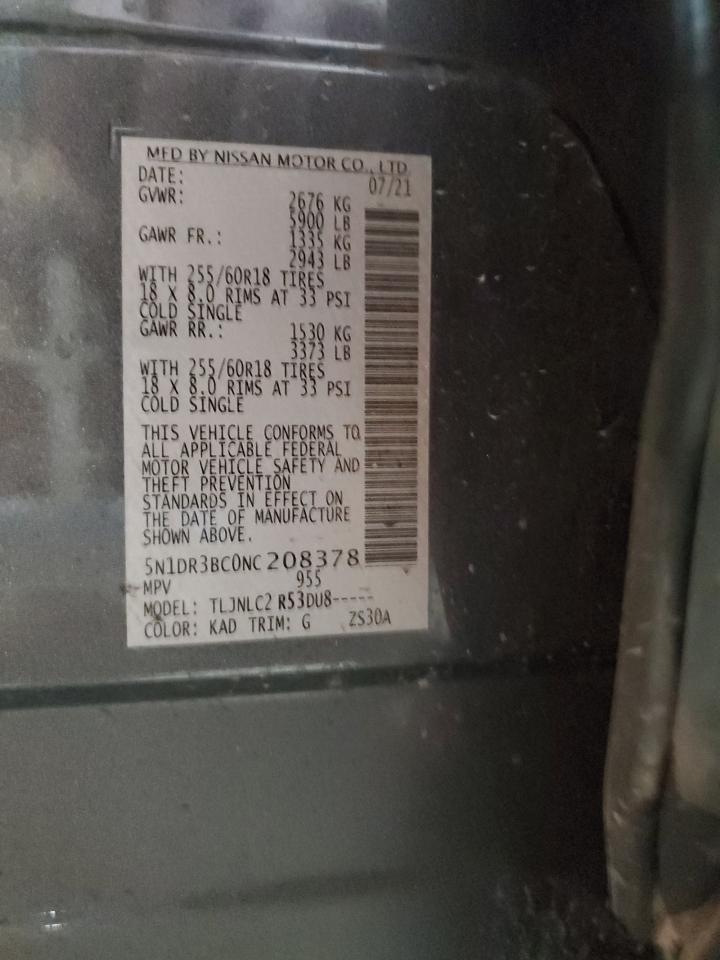 MFD BY NISSAN MOTOR CO., LTD
DATE: 07/21
GVWR: 2676 KG
5900 LB
GAWR FR.: 1335 KG
2943 LB
WITH 255/60R18 TIRES
18 X 8.0 RIMS AT 33 PSI
COLD SINGLE
GAWR RR.: 1530 KG
3373 LB
WITH 255/60R18 TIRES
18 X 8.0 RIMS AT 33 PSI
COLD SINGLE
THIS VEHICLE CONFORMS TO
ALL APPLICABLE FEDERAL
MOTOR VEHICLE SAFETY AND
THEFT PREVENTION
STANDARDS IN EFFECT ON
THE DATE OF MANUFACTURE
SHOWN ABOVE.
5N1DR3BC0NC208378
MPV 955
MODEL: TLJNLC2 R53DU8-----
COLOR: KAD TRIM: G ZS30A